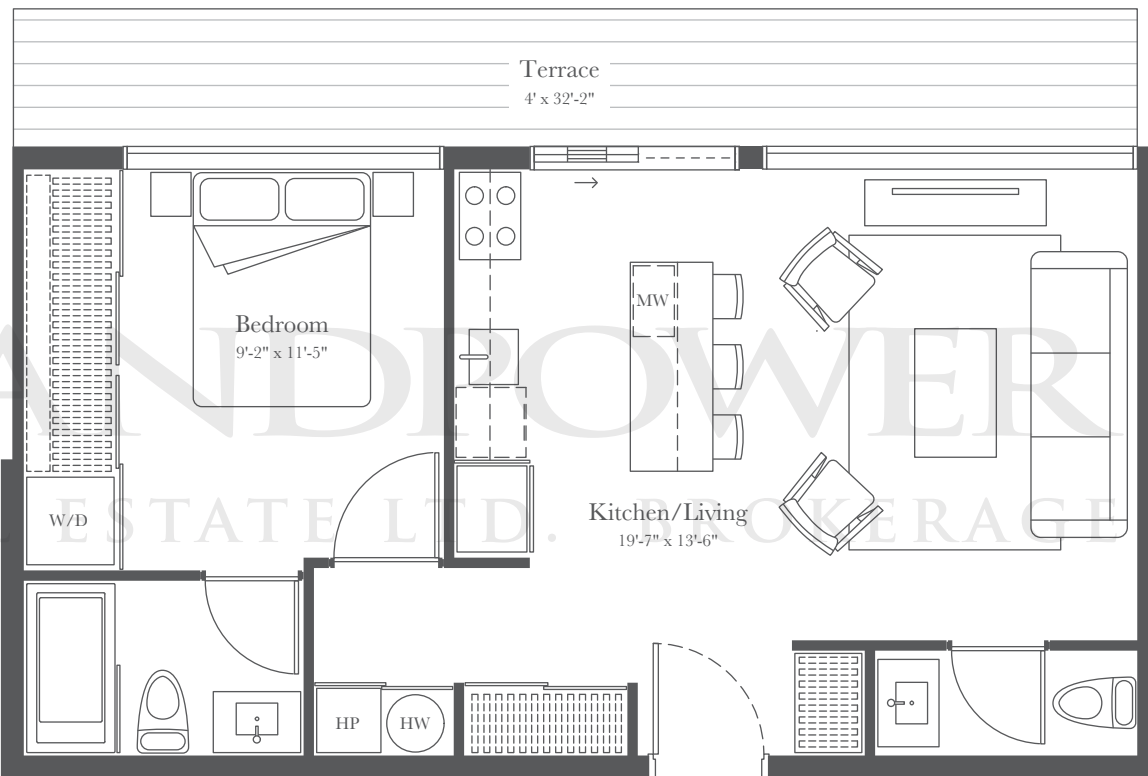 Terrace
4' x 32'-2"
Bedroom
9'-2" x 11'-5"
MW
ANDPOWER
W/D
Kitchen/Living
19'-7" x 13'-6"
E ESTATE LTD. BROKERAGE
HP
HW